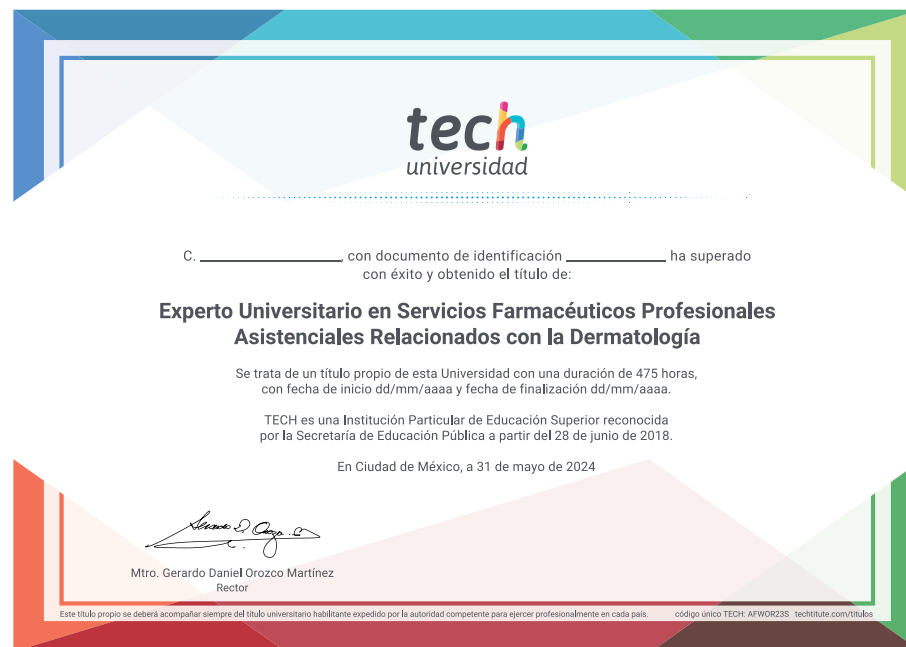 tech
universidad
C. ____________, con documento de identificación ____________ ha superado
con éxito y obtenido el título de:
Experto Universitario en Servicios Farmacéuticos Profesionales
Asistenciales Relacionados con la Dermatología
Se trata de un título propio de esta Universidad con una duración de 475 horas,
con fecha de inicio dd/mm/aaaa y fecha de finalización dd/mm/aaaa.
TECH es una Institución Particular de Educación Superior reconocida
por la Secretaría de Educación Pública a partir del 28 de junio de 2018.
En Ciudad de México, a 31 de mayo de 2024
Mtro. Gerardo Daniel Orozco Martínez
Rector
Este título propio se deberá acompañar siempre del título universitario habilitante expedido por la autoridad competente para ejercer profesionalmente en cada país. código único TECH: AFWOR23S techtitute.com/titulos